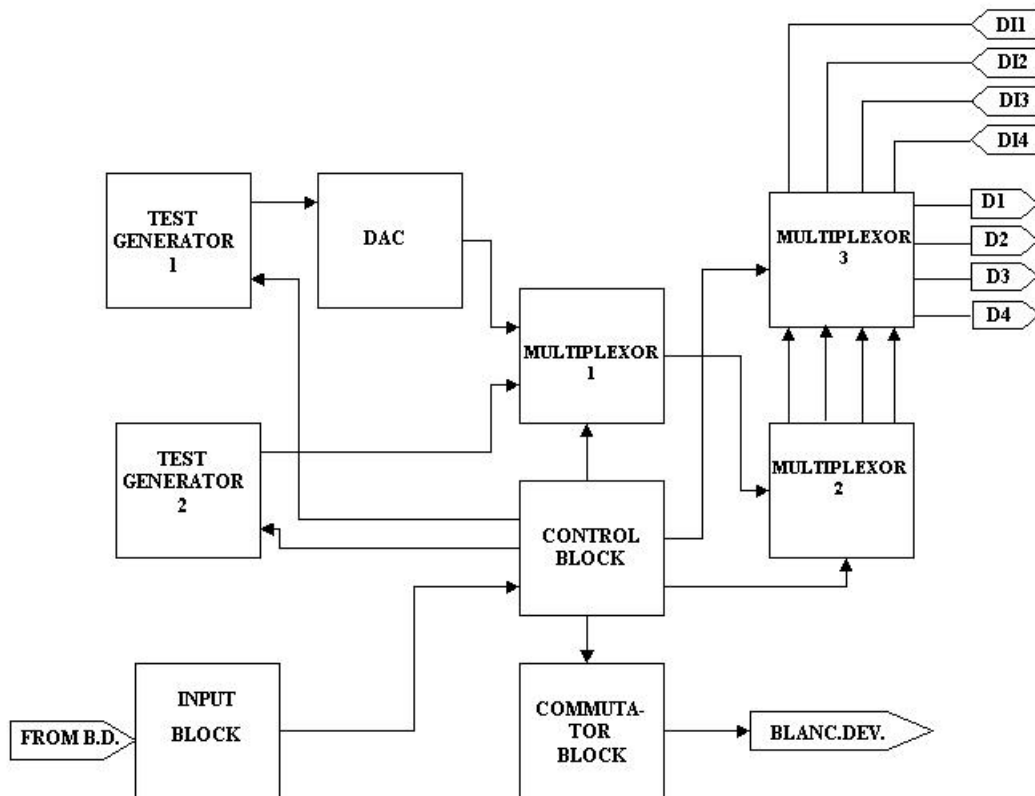 DI1
DI2
DI3
DI4
TEST
GENERATOR
1
DAC
MULTIPLEXOR
3
D1
D2
D3
D4
MULTIPLEXOR
1
TEST
GENERATOR
2
MULTIPLEXOR
2
CONTROL
BLOCK
INPUT
BLOCK
FROM B.D.
COMMUTA-
TOR
BLOCK
BLANC.DEV.